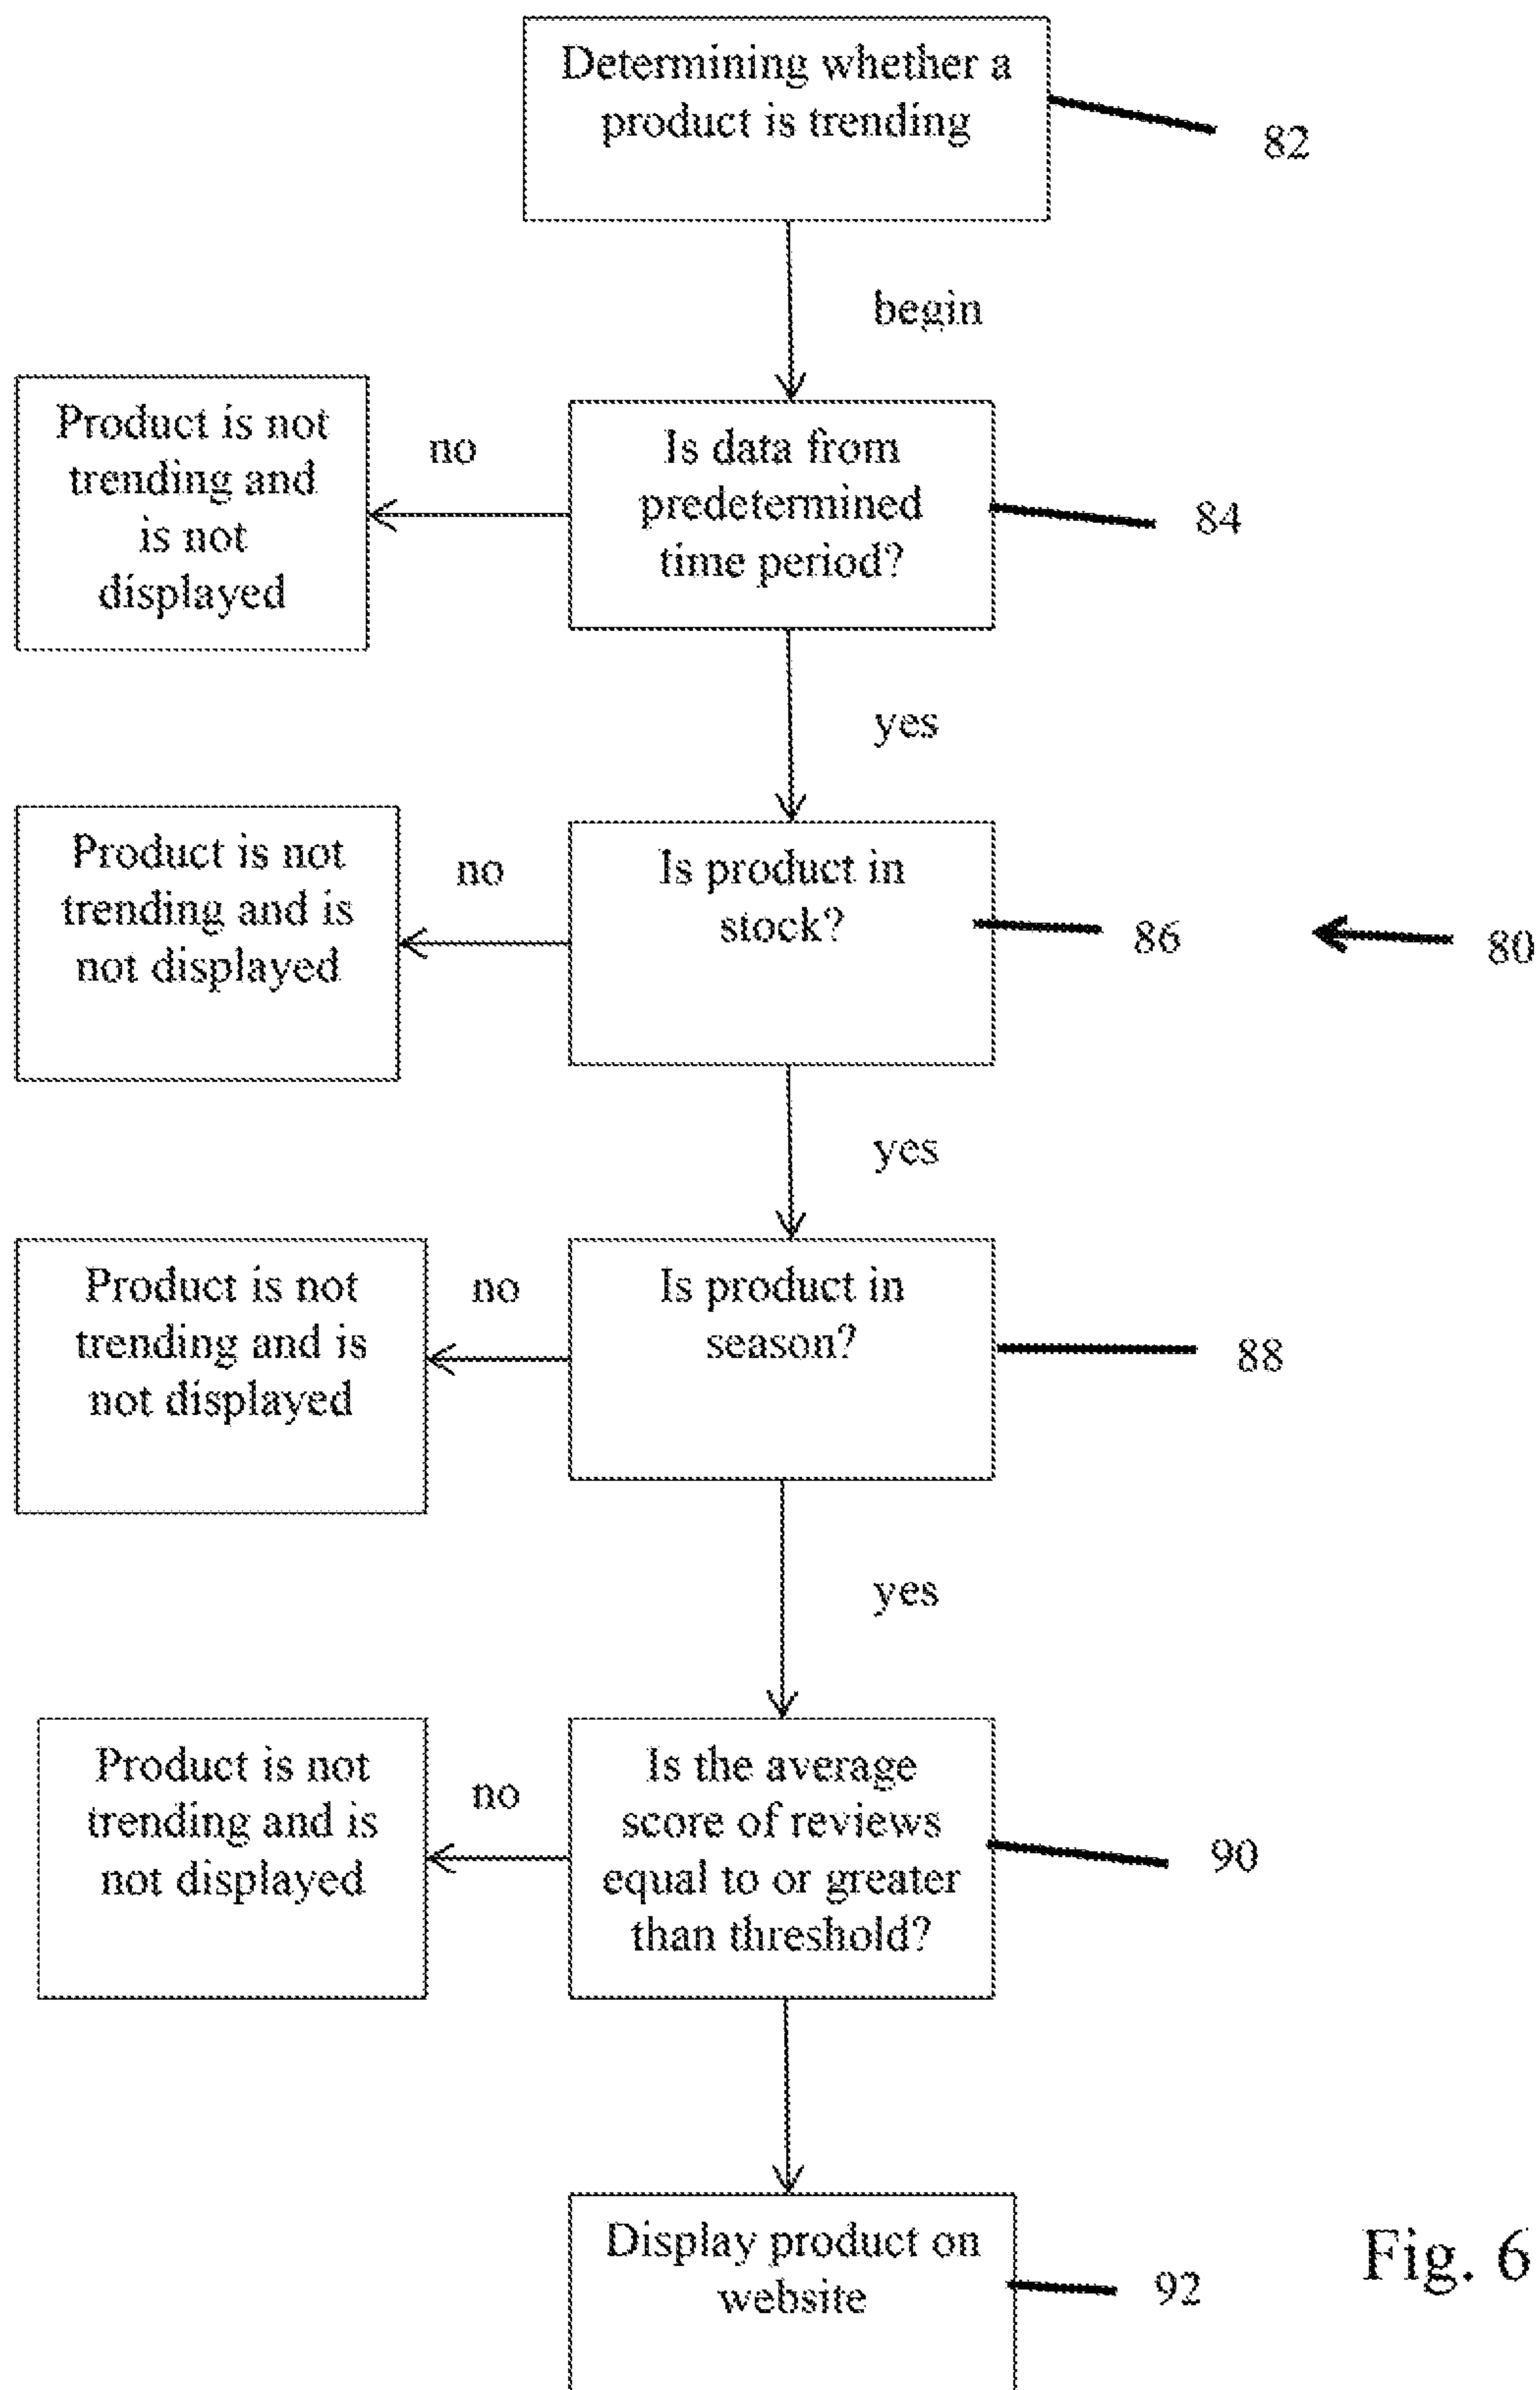 Determining whether a
product is trending
82
begin
Product is not
trending and
is not
displayed
no
Is data from
predetermined
time period?
84
yes
Product is not
trending and is
not displayed
no
Is product in
stock?
86
80
yes
Product is not
trending and is
not displayed
no
Is product in
season?
88
yes
Product is not
trending and is
not displayed
no
Is the average
score of reviews
equal to or greater
than threshold?
90
Display product on
website
92
Fig. 6